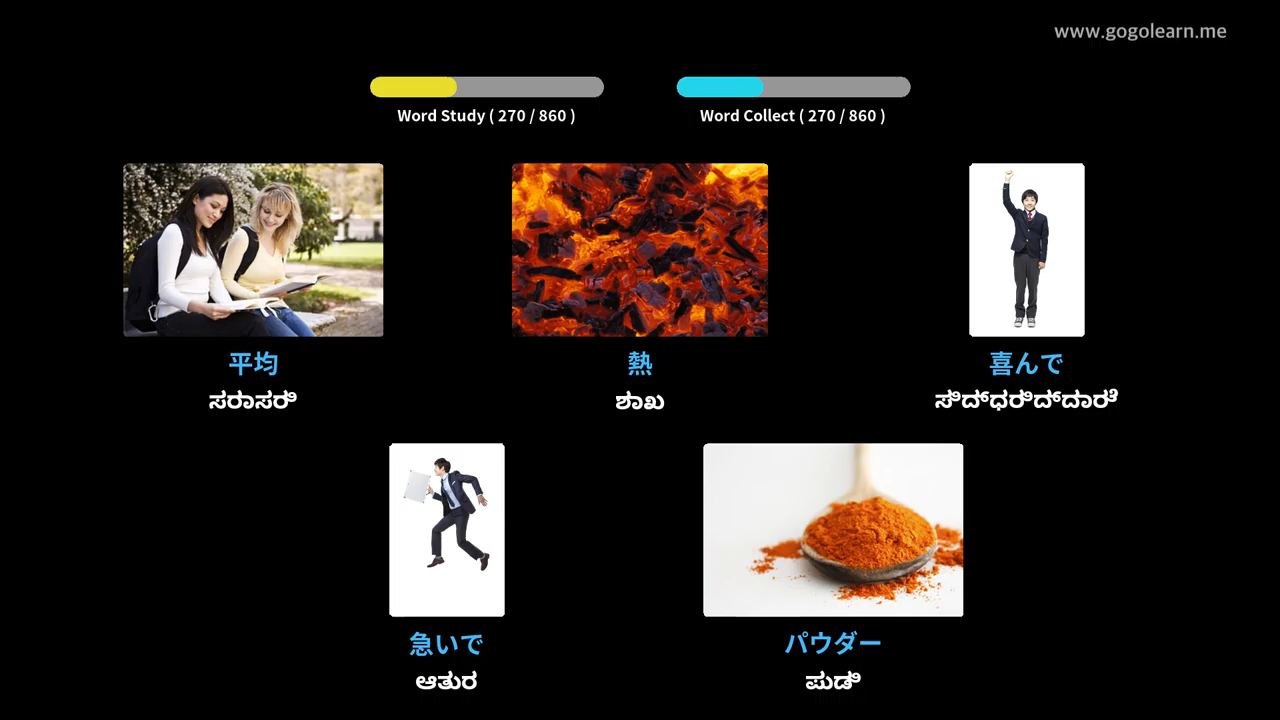 www.gogolearn.me
Word Study ( 270 / 860 )
Word Collect ( 270 / 860 )
平均
ಸರಾಸರಿ
熱
ಶಾಖ
喜んで
ಸಿದ್ಧರಿದ್ದಾರೆ
急いで
ಆತುರ
パウダー
ಪುಡಿ